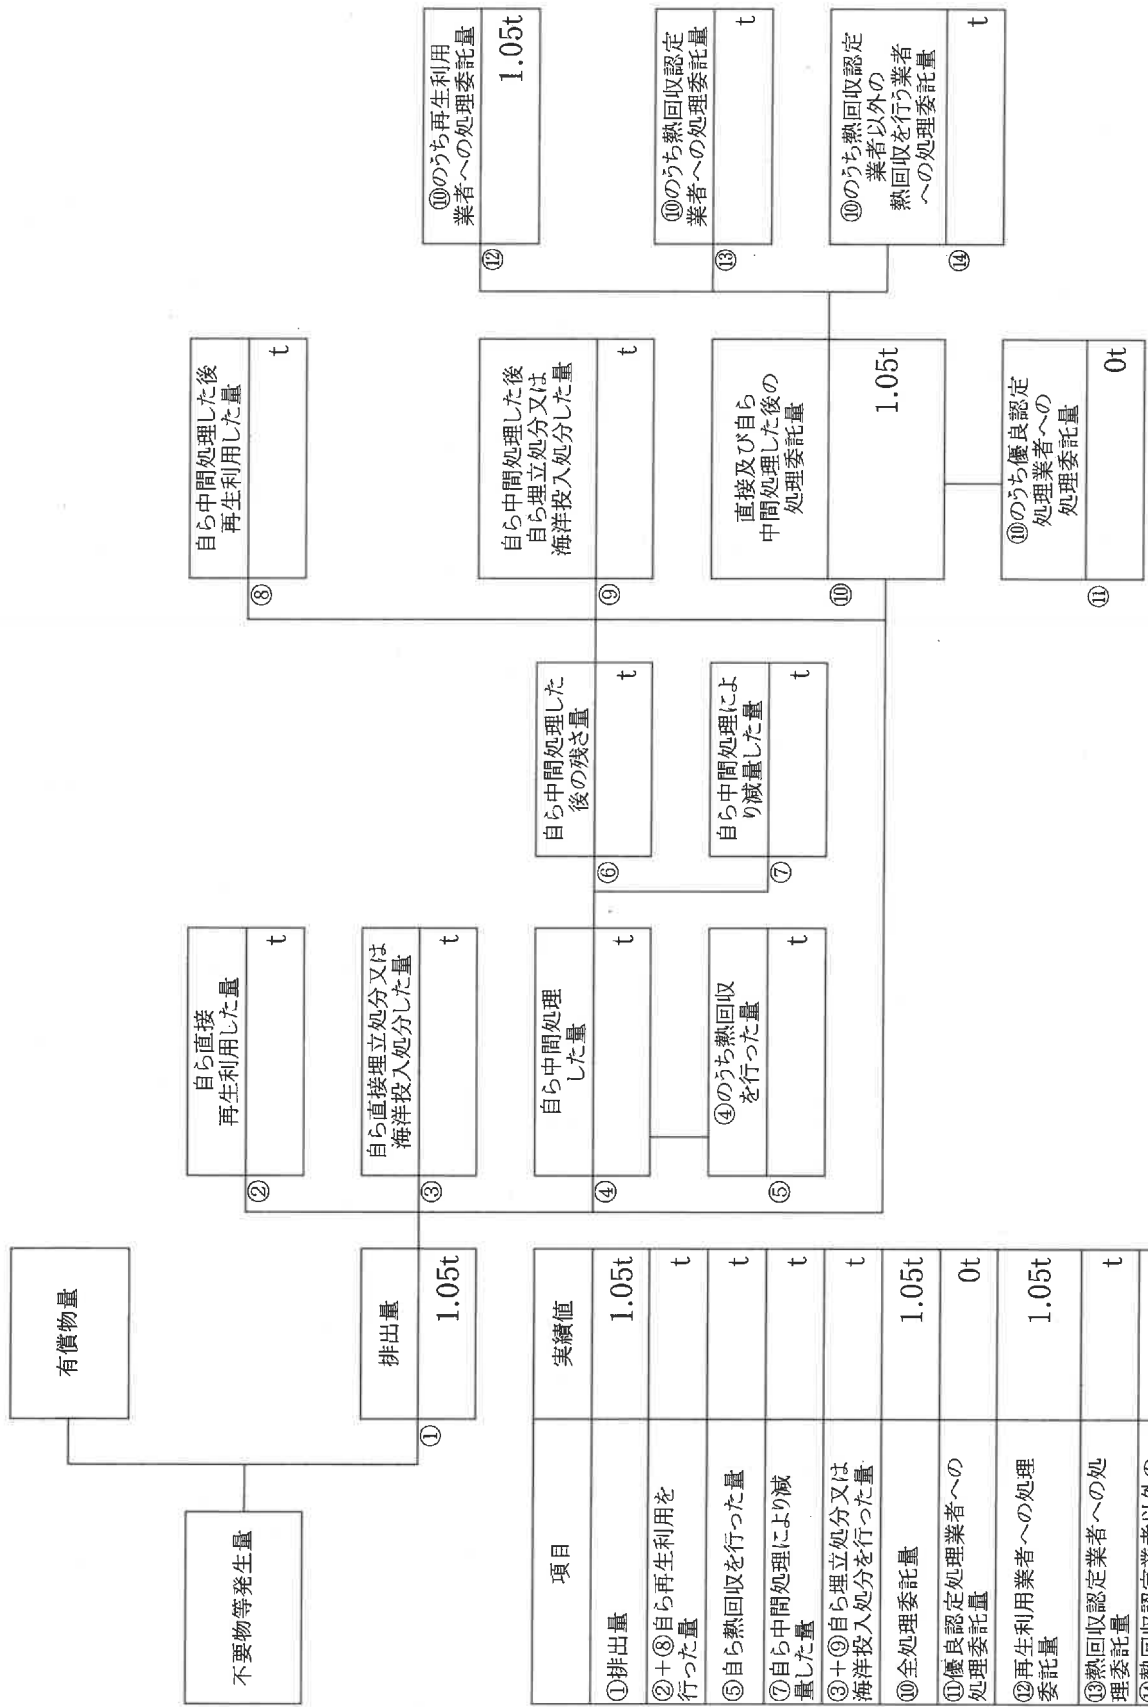 不要物等発生量
有償物量
①
排出量
1.05t
②
自ら直接
再生利用した量
t
③
自ら直接埋立処分又は
海洋投入処分した量
t
④
自ら中間処理
した量
t
⑤
④のうち熱回収
を行った量
t
⑥
自ら中間処理した
後の残さ量
t
⑦
自ら中間処理によ
り減量した量
t
⑧
自ら中間処理した後
再生利用した量
t
⑨
自ら中間処理した後
自ら埋立処分又は
海洋投入処分した量
t
⑩
直接及び自ら
中間処理した後の
処理委託量
1.05t
⑪
⑩のうち優良認定
処理業者への
処理委託量
0t
⑫
⑩のうち再生利用
業者への処理委託量
1.05t
⑬
⑩のうち熱回収認定
業者への処理委託量
t
⑭
⑩のうち熱回収認定
業者以外の
熱回収を行う業者
への処理委託量
t
項目 実績値
①排出量 1.05t
②+⑧自ら再生利用を
行った量 t
⑤自ら熱回収を行った量 t
⑦自ら中間処理により減
量した量 t
③+⑨自ら埋立処分又は
海洋投入処分を行った量 t
⑩全処理委託量 1.05t
⑪優良認定処理業者への
処理委託量 0t
⑫再生利用業者への処理
委託量 1.05t
⑬熱回収認定業者への処
理委託量 t